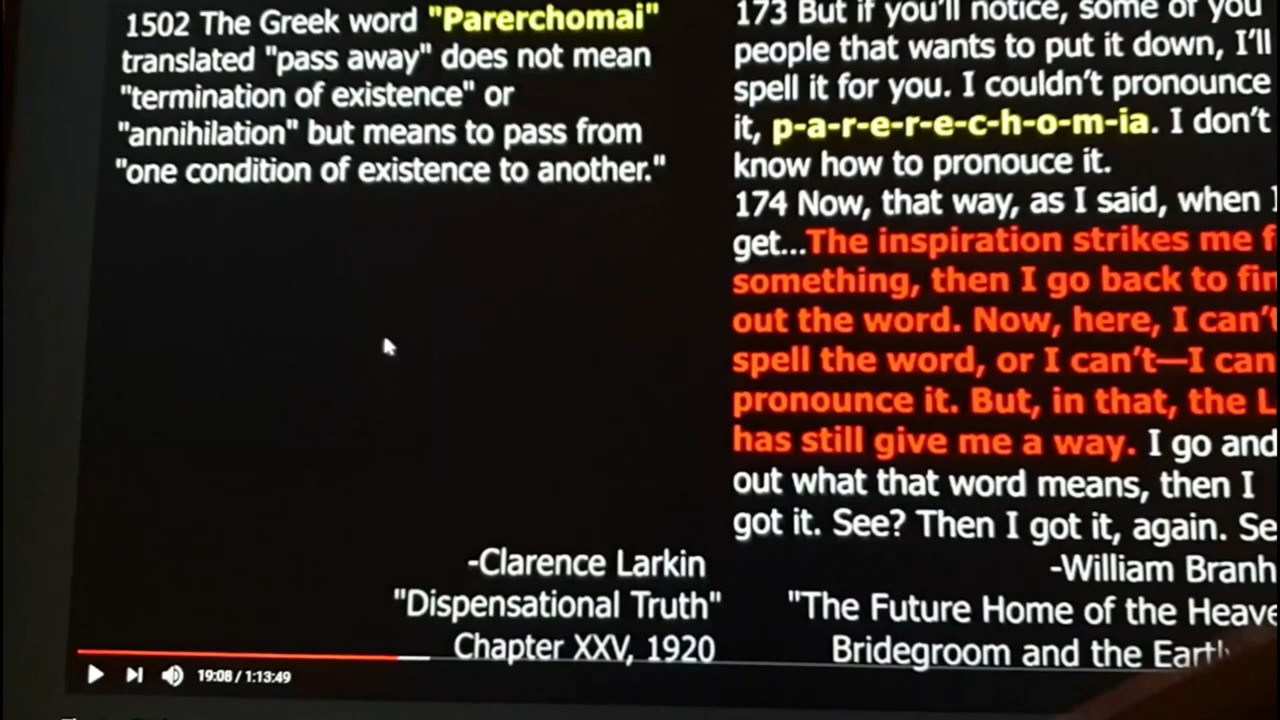 1502 The Greek word "Parerchomai"
translated "pass away" does not mean
"termination of existence" or
"annihilation" but means to pass from
"one condition of existence to another."
-Clarence Larkin
"Dispensational Truth"
Chapter XXV, 1920
173 But if you'll notice, some of you
people that wants to put it down, I'll
spell it for you. I couldn't pronounce
it, p-a-r-e-r-e-c-h-o-m-ia. I don't
know how to pronouce it.
174 Now, that way, as I said, when I
get...The inspiration strikes me f
something, then I go back to fin
out the word. Now, here, I can't
spell the word, or I can't—I can
pronounce it. But, in that, the L
has still give me a way. I go and
out what that word means, then I
got it. See? Then I got it, again. Se
-William Branh
"The Future Home of the Heave
Bridegroom and the Earth
19:08 / 1:13:49